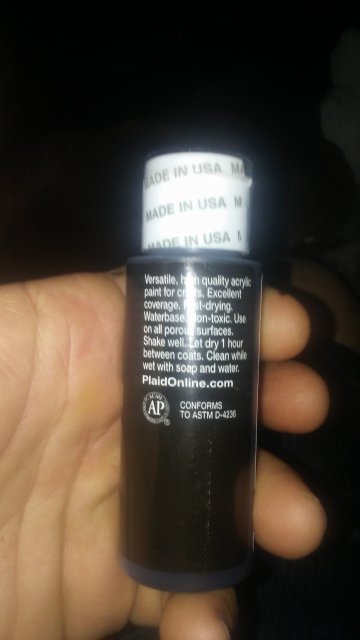 MADE IN USA MA
MADE IN USA M
MADE IN USA
Versatile, high quality acrylic
paint for crafts. Excellent
coverage. Fast-drying.
Waterbase, non-toxic. Use
on all porous surfaces.
Shake well. Let dry 1 hour
between coats. Clean while
wet with soap and water.
PlaidOnline.com
ACMI
AP
CONFORMS
TO ASTM D-4236